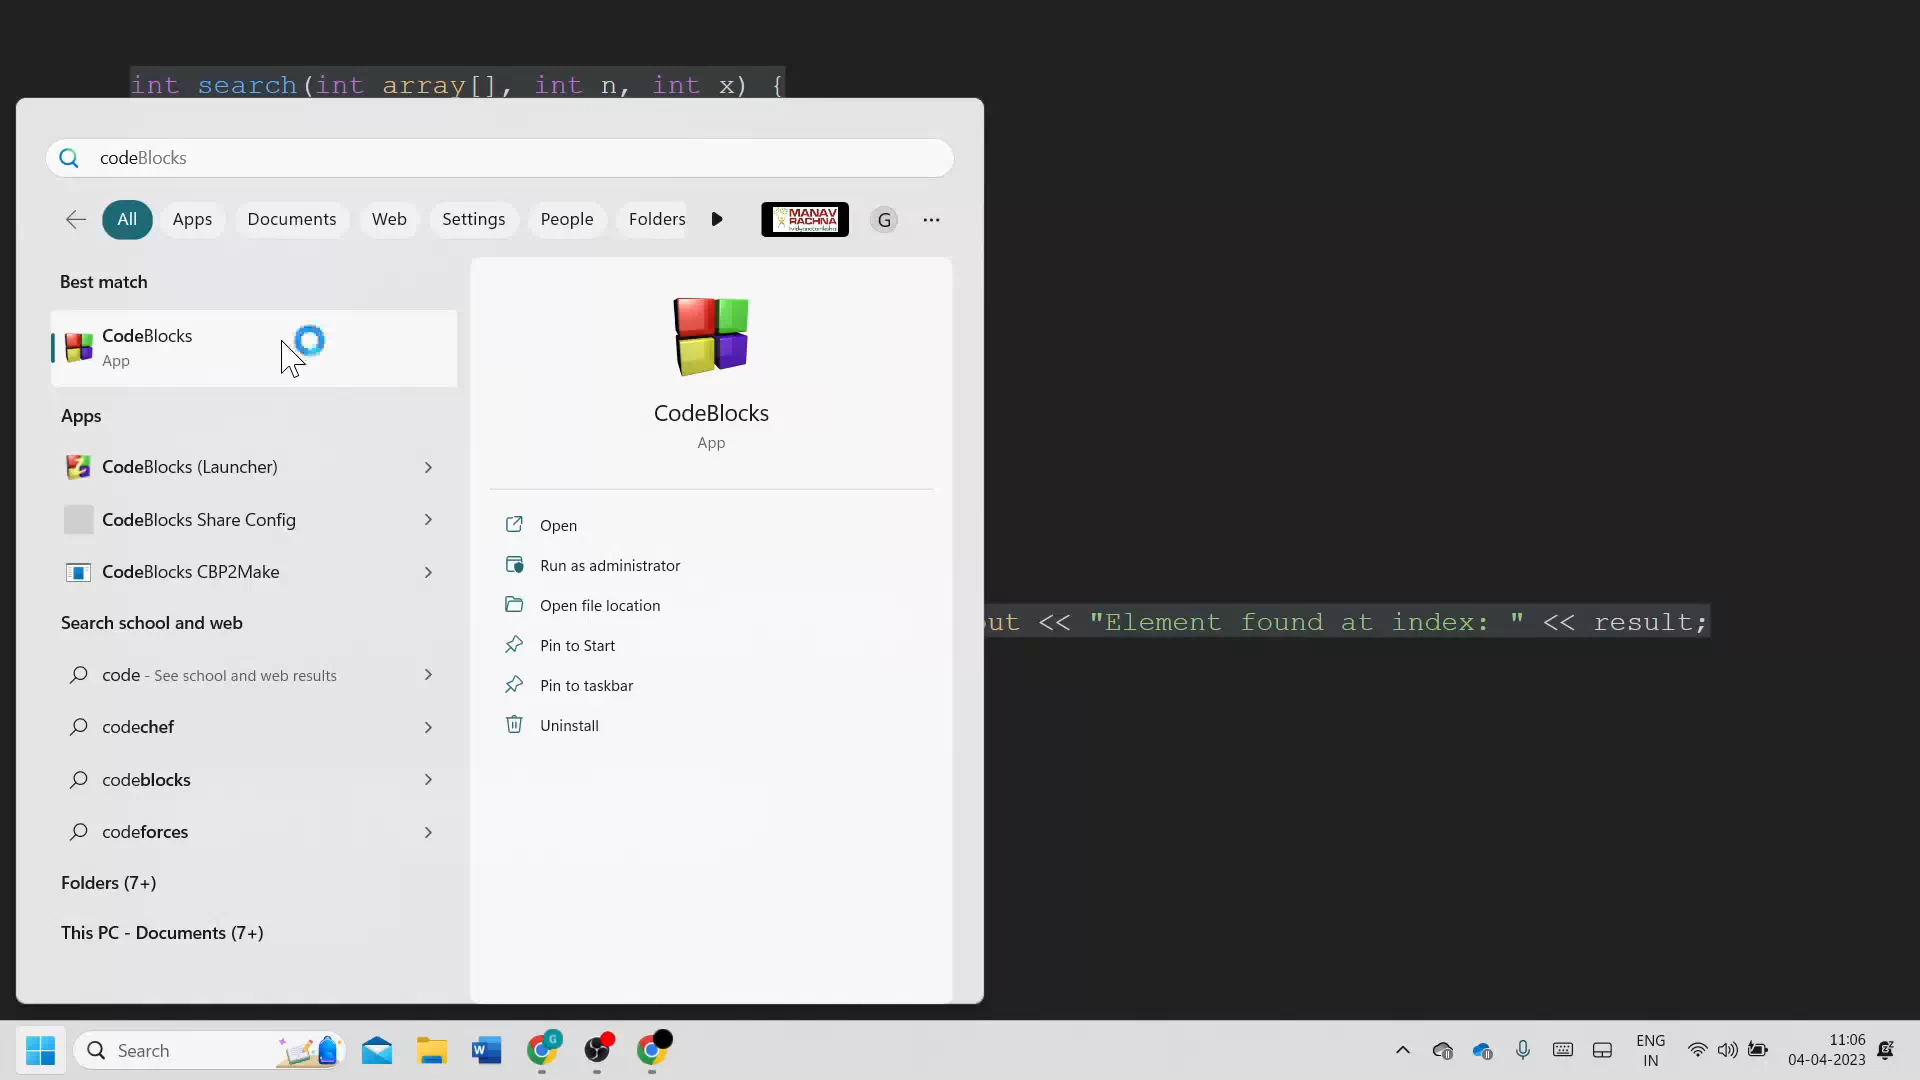 int search(int array[], int n, int x) {
codeBlocks
All Apps Documents Web Settings People Folders
MANAV
RACHNA
G
Best match
CodeBlocks
App
Apps
CodeBlocks (Launcher)
CodeBlocks Share Config
CodeBlocks CBP2Make
Search school and web
code - See school and web results
codechef
codeblocks
codeforces
Folders (7+)
This PC - Documents (7+)
CodeBlocks
App
Open
Run as administrator
Open file location
Pin to Start
Pin to taskbar
Uninstall
out << "Element found at index: " << result;
Search
ENG
IN
11:06
04-04-2023